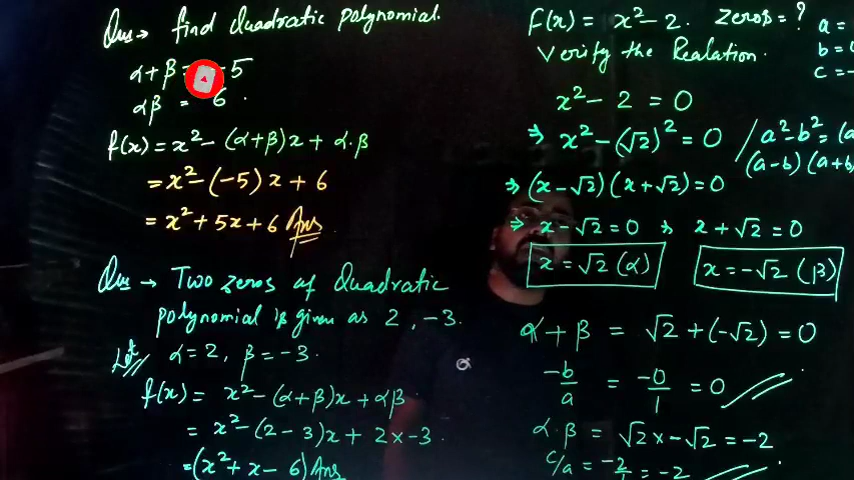 Ques → find Quadratic polynomial.
α+β = -5
αβ = 6.
f(x) = x² - (α+β)x + α.β
= x² - (-5)x + 6
= x² + 5x + 6 Ans
Ques → Two zeros of Quadratic
polynomial is given as 2, -3.
Let α = 2, β = -3.
f(x) = x² - (α+β)x + αβ
= x² - (2-3)x + 2×-3.
= (x² + x - 6) Ans
f(x) = x² - 2. zeros = ?
Verify the Realation.
a =
b =
c = -
x² - 2 = 0
⇒ x² - (√2)² = 0
/ a² - b² = (a
(a-b)(a+b
⇒ (x-√2)(x+√2) = 0
⇒ x-√2 = 0 ⇒ x+√2 = 0
x = √2 (α)
x = -√2 (β)
α + β = √2 + (-√2) = 0
-b/a = -0/1 = 0
α.β = √2 × -√2 = -2
c/a = -2/1 = -2